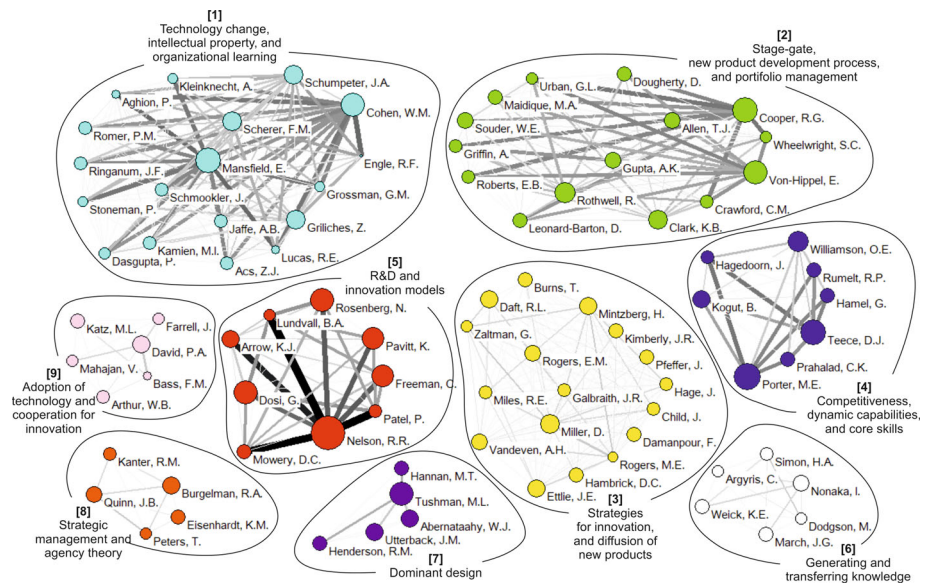 [1]
Technology change,
intellectual property, and
organizational learning
Kleinknecht, A.
Schumpeter, J.A.
Aghion, P.
Cohen, W.M.
Romer, P.M.
Scherer, F.M.
Engle, R.F.
Ringanum, J.F.
Mansfield, E.
Grossman, G.M.
Stoneman, P.
Schmookler, J.
Jaffe, A.B.
Griliches, Z.
Kamien, M.I.
Dasgupta, P.
Lucas, R.E.
Acs, Z.J.
[2]
Stage-gate,
new product development process,
and portifolio management
Urban, G.L.
Dougherty, D.
Maidique, M.A.
Cooper, R.G.
Souder, W.E.
Allen, T.J.
Wheelwright, S.C.
Griffin, A.
Gupta, A.K.
Roberts, E.B.
Von-Hippel, E.
Rothwell, R.
Crawford, C.M.
Leonard-Barton, D.
Clark, K.B.
[5]
R&D and
innovation models
Rosenberg, N.
Lundvall, B.A.
Arrow, K.J.
Pavitt, K.
Freeman, C.
Dosi, G.
Patel, P.
Nelson, R.R.
Mowery, D.C.
Burns, T.
Daft, R.L.
Mintzberg, H.
Zaltman, G.
Kimberly, J.R.
Rogers, E.M.
Pfeffer, J.
Miles, R.E.
Galbraith, J.R.
Hage, J.
Child, J.
Miller, D.
Damanpour, F.
Vandeven, A.H.
Rogers, M.E.
Hambrick, D.C.
Ettlie, J.E.
[3]
Strategies
for innovation,
and diffusion of
new products
Williamson, O.E.
Hagedoorn, J.
Rumelt, R.P.
Kogut, B.
Hamel, G.
Teece, D.J.
Prahalad, C.K.
Porter, M.E.
[4]
Competitiveness,
dynamic capabilities,
and core skills
Katz, M.L.
Farrell, J.
David, P.A.
Mahajan, V.
Bass, F.M.
Arthur, W.B.
[9]
Adoption of
technology and
cooperation for
innovation
Kanter, R.M.
Quinn, J.B.
Burgelman, R.A.
Eisenhardt, K.M.
Peters, T.
[8]
Strategic
management and
agency theory
Hannan, M.T.
Tushman, M.L.
Abernataahy, W.J.
Utterback, J.M.
Henderson, R.M.
[7]
Dominant design
Simon, H.A.
Argyris, C.
Nonaka, I.
Weick, K.E.
Dodgson, M.
March, J.G.
[6]
Generating and
transferring knowledge